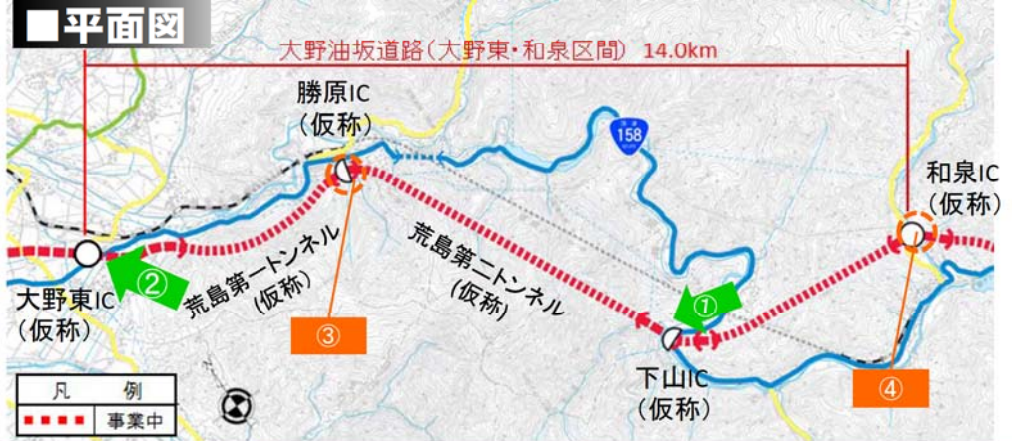 ■平面図
大野油坂道路(大野東・和泉区間) 14.0km
勝原IC
(仮称)
158
和泉IC
(仮称)
荒島第一トンネル
(仮称)
荒島第二トンネル
(仮称)
①
②
大野東IC
(仮称)
③
下山IC
(仮称)
④
凡 例
事業中